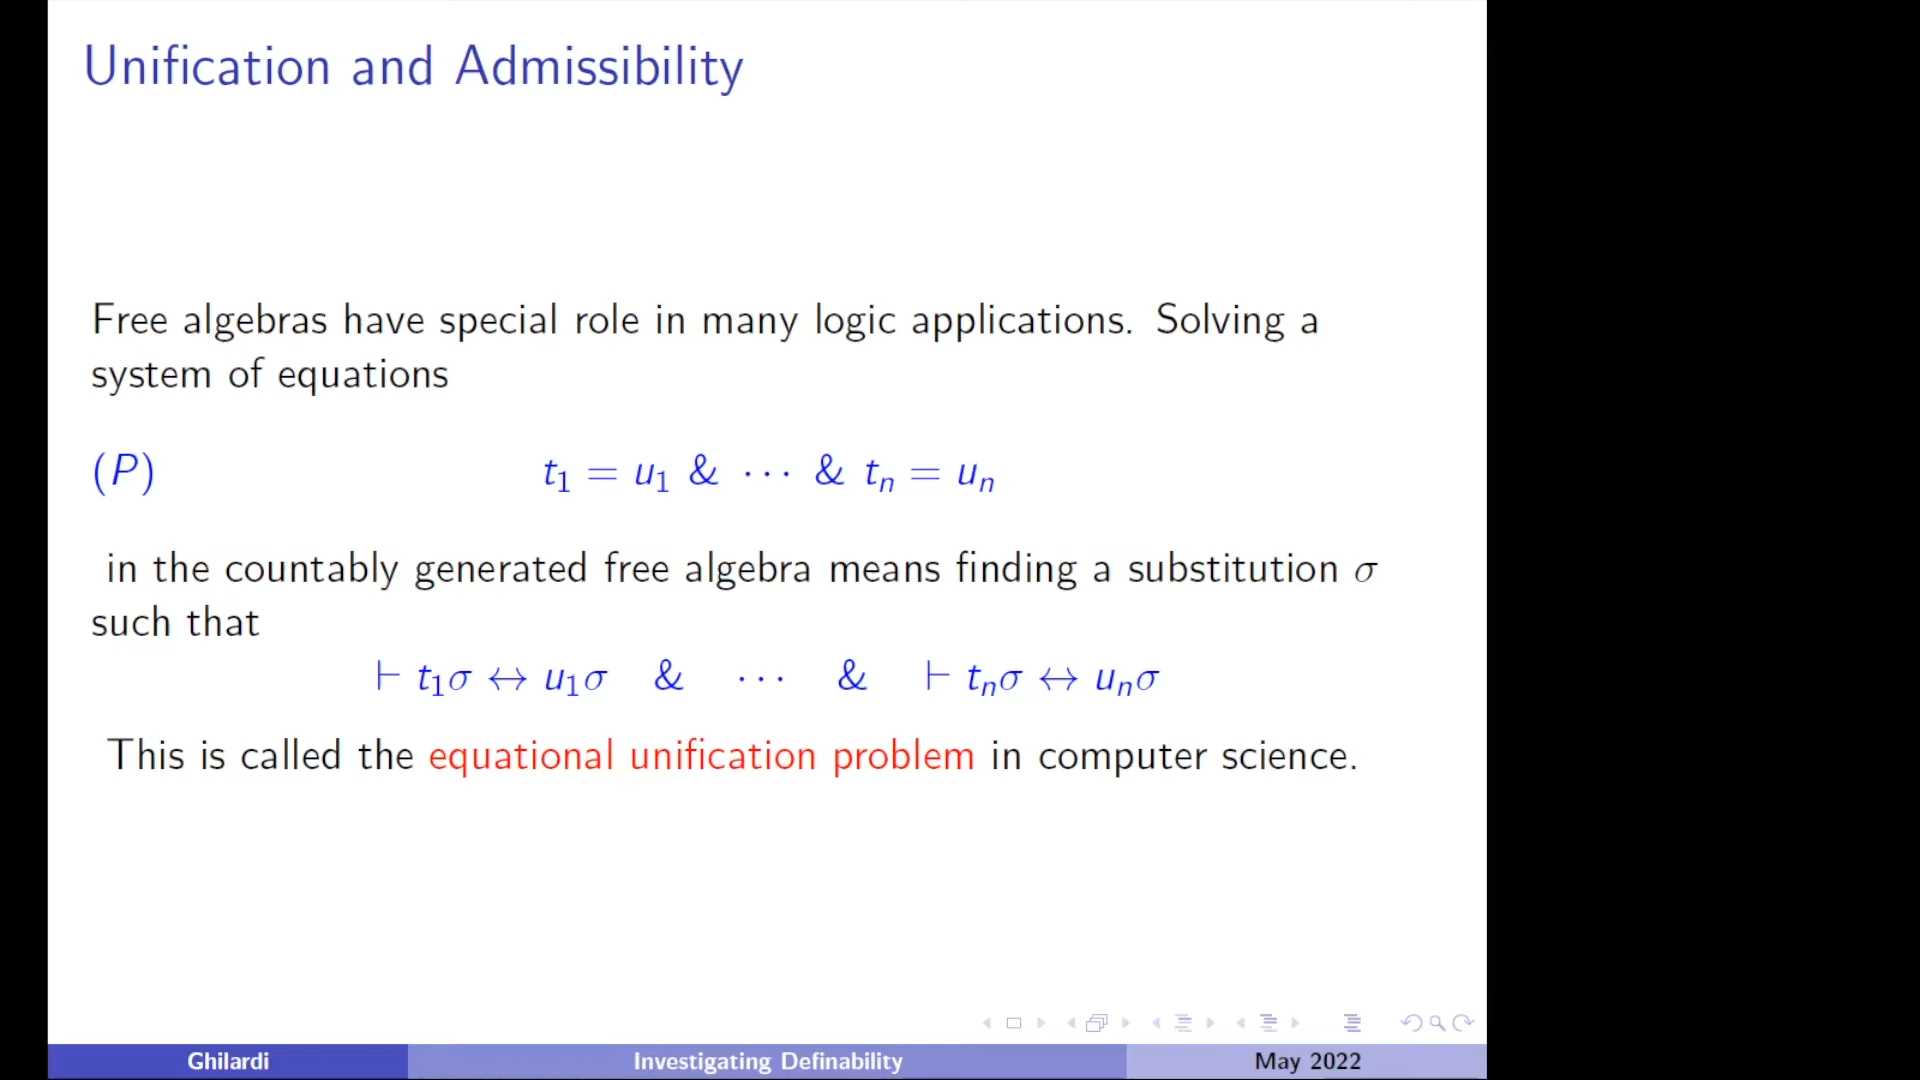 Unification and Admissibility
Free algebras have special role in many logic applications. Solving a
system of equations
(P) t₁ = u₁ & ⋯ & tₙ = uₙ
in the countably generated free algebra means finding a substitution σ
such that
⊢ t₁σ ↔ u₁σ & ⋯ & ⊢ tₙσ ↔ uₙσ
This is called the equational unification problem in computer science.
Ghilardi Investigating Definability May 2022